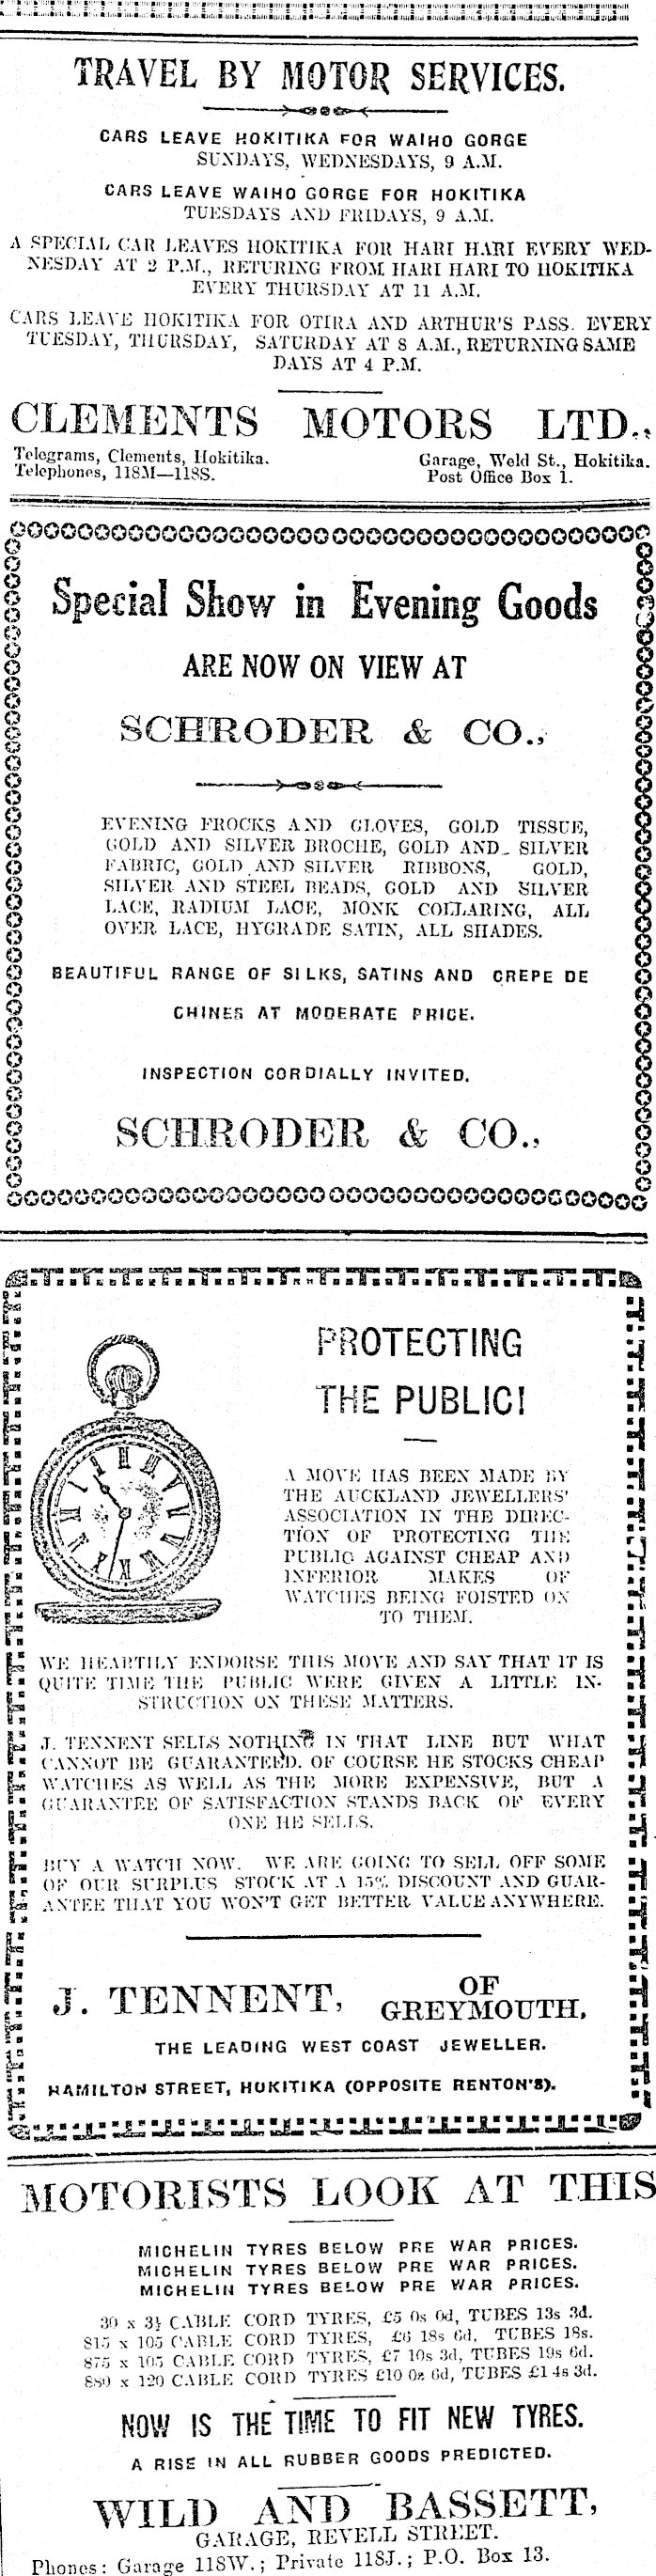 TRAVEL BY MOTOR SERVICES.
CARS LEAVE HOKITIKA FOR WAIHO GORGE
SUNDAYS, WEDNESDAYS, 9 A.M.
CARS LEAVE WAIHO GORGE FOR HOKITIKA
TUESDAYS AND FRIDAYS, 9 A.M.
A SPECIAL CAR LEAVES HOKITIKA FOR HARI HARI EVERY WED-
NESDAY AT 2 P.M., RETURING FROM HARI HARI TO HOKITIKA
EVERY THURSDAY AT 11 A.M.
CARS LEAVE HOKITIKA FOR OTIRA AND ARTHUR'S PASS. EVERY
TUESDAY, THURSDAY, SATURDAY AT 8 A.M., RETURNING SAME
DAYS AT 4 P.M.
CLEMENTS MOTORS LTD.,
Telegrams, Clements, Hokitika. Garage, Weld St., Hokitika.
Telephones, 118M—118S. Post Office Box 1.
Special Show in Evening Goods
ARE NOW ON VIEW AT
SCHRODER & CO.,
EVENING FROCKS AND GLOVES, GOLD TISSUE,
GOLD AND SILVER BROCHE, GOLD AND SILVER
FABRIC, GOLD AND SILVER RIBBONS, GOLD,
SILVER AND STEEL BEADS, GOLD AND SILVER
LACE, RADIUM LACE, MONK COLLARING, ALL
OVER LACE, HYGRADE SATIN, ALL SHADES.
BEAUTIFUL RANGE OF SILKS, SATINS AND CREPE DE
CHINES AT MODERATE PRICE.
INSPECTION CORDIALLY INVITED.
SCHRODER & CO.,
PROTECTING
THE PUBLIC!
A MOVE HAS BEEN MADE BY
THE AUCKLAND JEWELLERS'
ASSOCIATION IN THE DIREC-
TION OF PROTECTING THE
PUBLIC AGAINST CHEAP AND
INFERIOR MAKES OF
WATCHES BEING FOISTED ON
TO THEM.
WE HEARTILY ENDORSE THIS MOVE AND SAY THAT IT IS
QUITE TIME THE PUBLIC WERE GIVEN A LITTLE IN-
STRUCTION ON THESE MATTERS.
J. TENNENT SELLS NOTHING IN THAT LINE BUT WHAT
CANNOT BE GUARANTEED. OF COURSE HE STOCKS CHEAP
WATCHES AS WELL AS THE MORE EXPENSIVE, BUT A
GUARANTEE OF SATISFACTION STANDS BACK OF EVERY
ONE HE SELLS.
BUY A WATCH NOW. WE ARE GOING TO SELL OFF SOME
OF OUR SURPLUS STOCK AT A 15% DISCOUNT AND GUAR-
ANTEE THAT YOU WON'T GET BETTER VALUE ANYWHERE.
J. TENNENT, OF GREYMOUTH,
THE LEADING WEST COAST JEWELLER.
HAMILTON STREET, HOKITIKA (OPPOSITE RENTON'S).
MOTORISTS LOOK AT THIS
MICHELIN TYRES BELOW PRE WAR PRICES.
MICHELIN TYRES BELOW PRE WAR PRICES.
MICHELIN TYRES BELOW PRE WAR PRICES.
30 x 3½ CABLE CORD TYRES, £5 0s 0d, TUBES 13s 3d.
815 x 105 CABLE CORD TYRES, £6 18s 6d, TUBES 18s.
875 x 105 CABLE CORD TYRES, £7 10s 3d, TUBES 19s 6d.
880 x 120 CABLE CORD TYRES £10 0s 6d, TUBES £1 4s 3d.
NOW IS THE TIME TO FIT NEW TYRES.
A RISE IN ALL RUBBER GOODS PREDICTED.
WILD AND BASSETT,
GARAGE, REVELL STREET.
Phones: Garage 118W.; Private 118J.; P.O. Box 13.